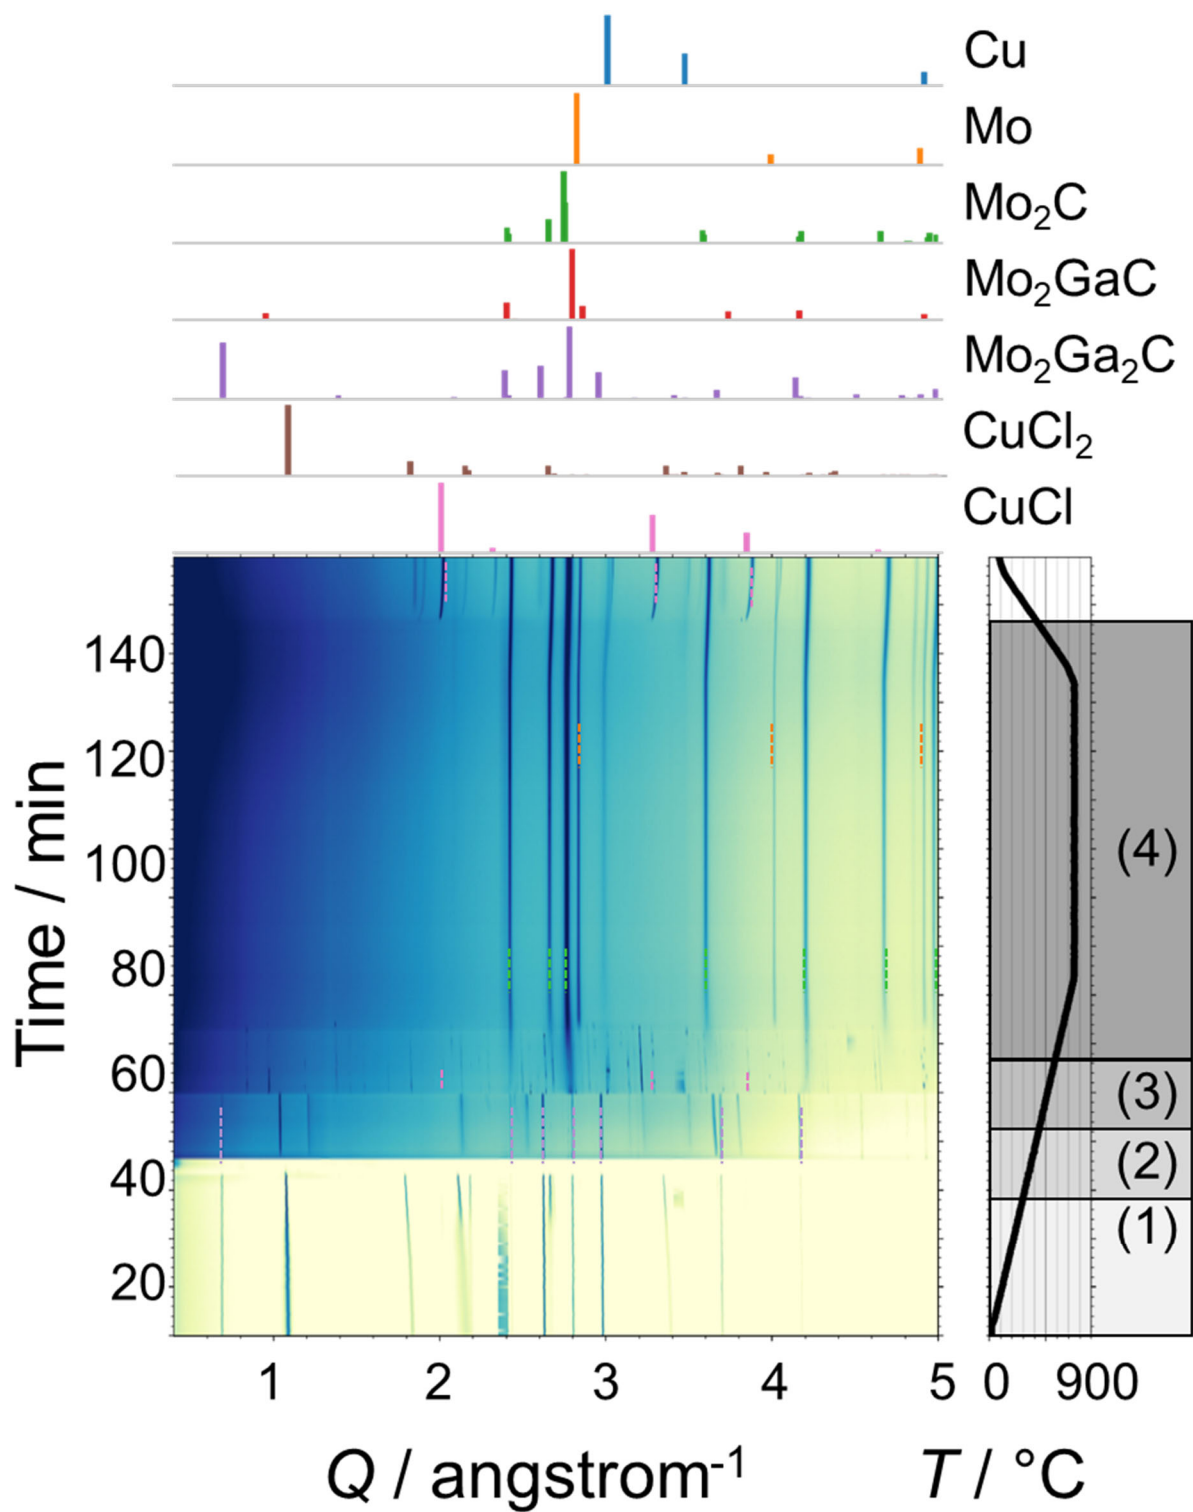 Cu
Mo
Mo₂C
Mo₂GaC
Mo₂Ga₂C
CuCl₂
CuCl
140
120
100
80
60
40
20
Time / min
(4)
(3)
(2)
(1)
1 2 3 4 5 0 900
Q / angstrom⁻¹ T / °C